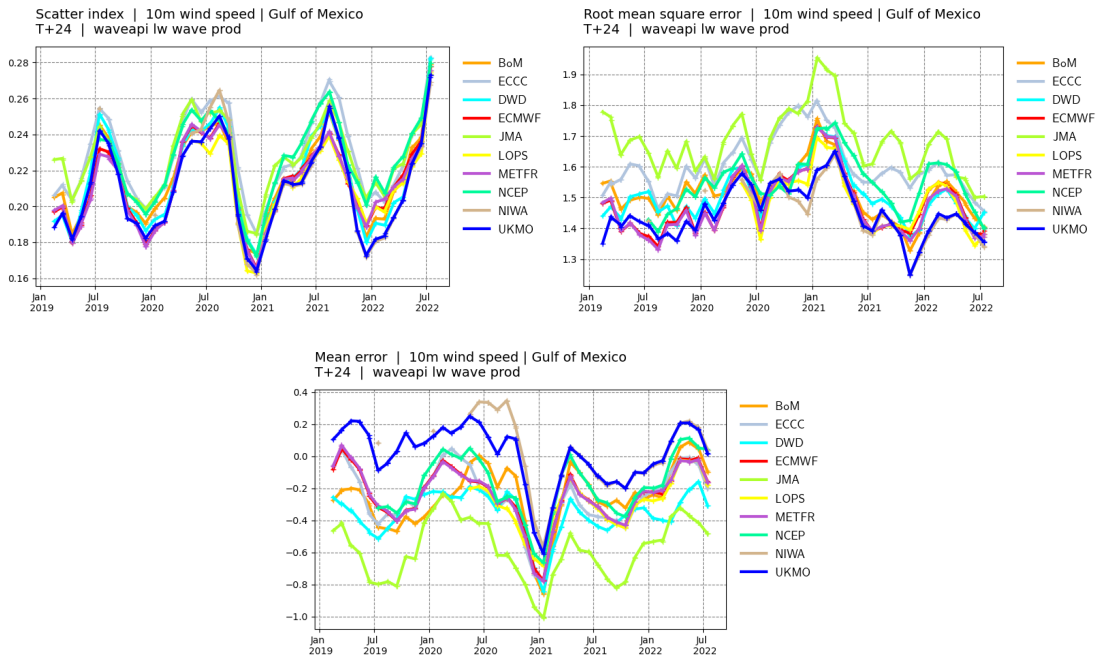 Scatter index | 10m wind speed | Gulf of Mexico
T+24 | waveapi lw wave prod
0.28
0.26
0.24
0.22
0.20
0.18
0.16
Jan 2019
Jul 2019
Jan 2020
Jul 2020
Jan 2021
Jul 2021
Jan 2022
Jul 2022
BoM
ECCC
DWD
ECMWF
JMA
LOPS
METFR
NCEP
NIWA
UKMO
Root mean square error | 10m wind speed | Gulf of Mexico
T+24 | waveapi lw wave prod
1.9
1.8
1.7
1.6
1.5
1.4
1.3
Jan 2019
Jul 2019
Jan 2020
Jul 2020
Jan 2021
Jul 2021
Jan 2022
Jul 2022
BoM
ECCC
DWD
ECMWF
JMA
LOPS
METFR
NCEP
NIWA
UKMO
Mean error | 10m wind speed | Gulf of Mexico
T+24 | waveapi lw wave prod
0.4
0.2
0.0
−0.2
−0.4
−0.6
−0.8
−1.0
Jan 2019
Jul 2019
Jan 2020
Jul 2020
Jan 2021
Jul 2021
Jan 2022
Jul 2022
BoM
ECCC
DWD
ECMWF
JMA
LOPS
METFR
NCEP
NIWA
UKMO